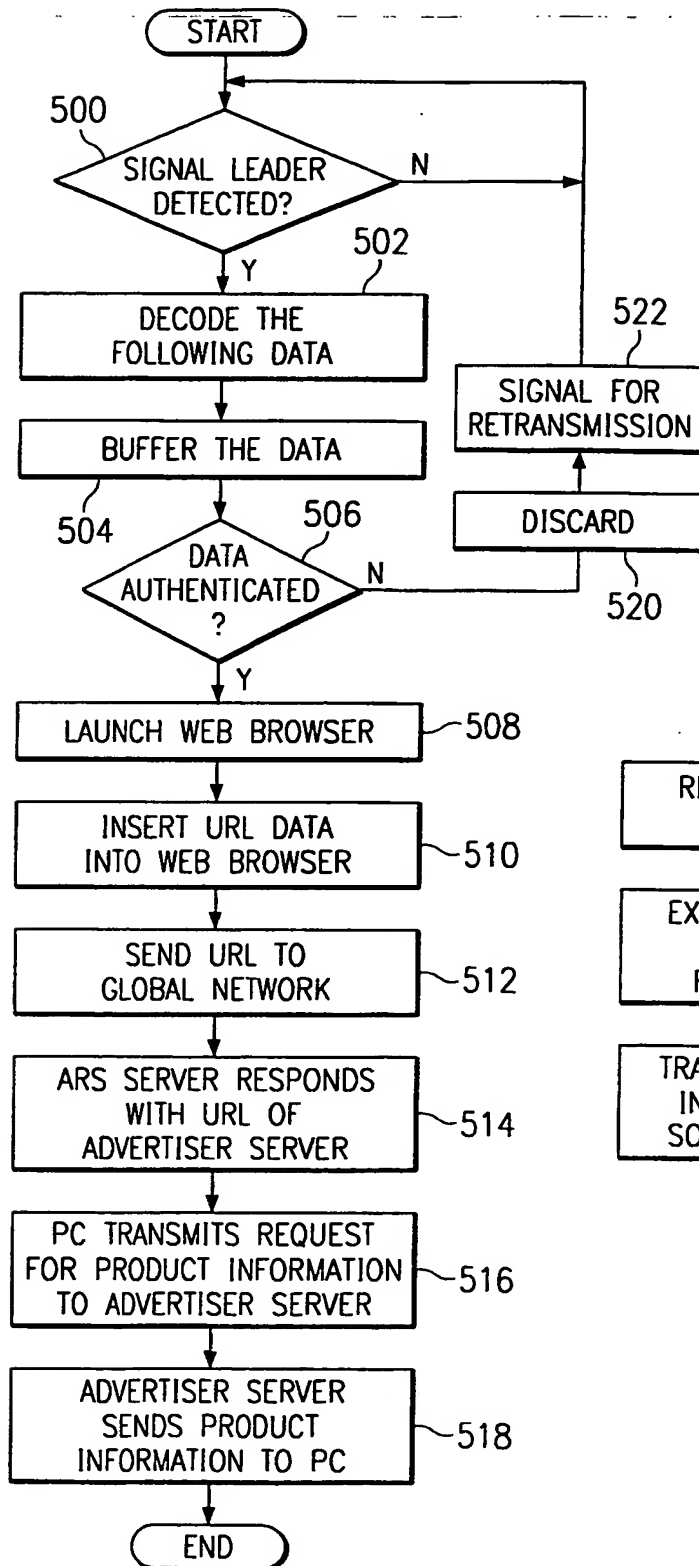 START
500
SIGNAL LEADER
DETECTED?
N
Y
502
DECODE THE
FOLLOWING DATA
522
SIGNAL FOR
RETRANSMISSION
BUFFER THE DATA
504
506
DISCARD
520
DATA
AUTHENTICATED
?
N
Y
LAUNCH WEB BROWSER
508
INSERT URL DATA
INTO WEB BROWSER
510
SEND URL TO
GLOBAL NETWORK
512
ARS SERVER RESPONDS
WITH URL OF
ADVERTISER SERVER
514
PC TRANSMITS REQUEST
FOR PRODUCT INFORMATION
TO ADVERTISER SERVER
516
ADVERTISER SERVER
SENDS PRODUCT
INFORMATION TO PC
518
END